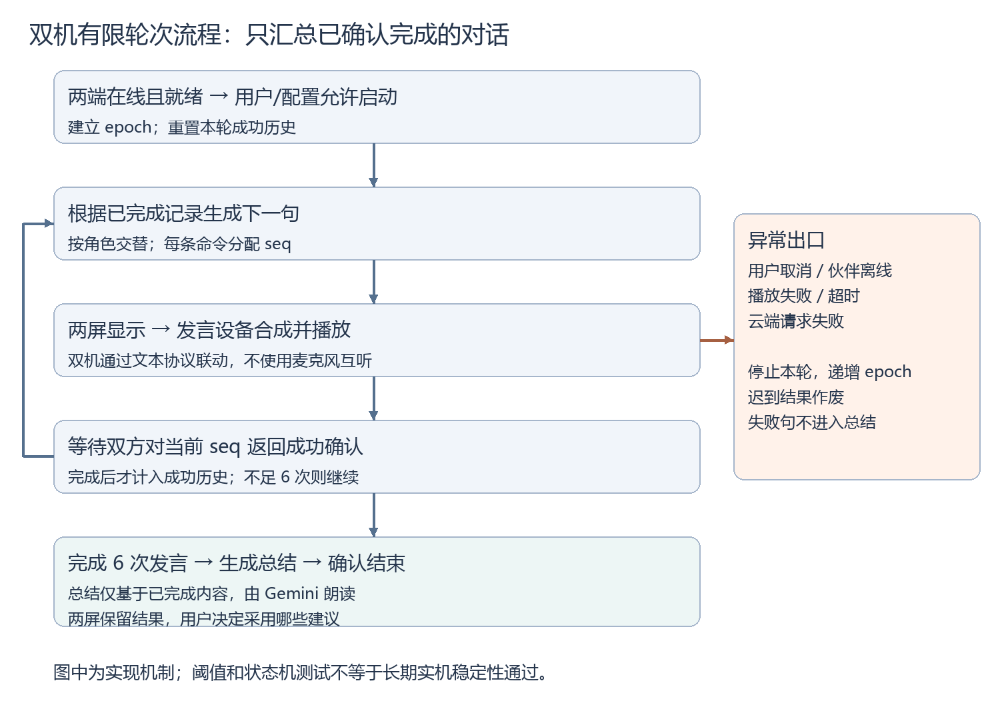 双机有限轮次流程：只汇总已确认完成的对话
两端在线且就绪 → 用户/配置允许启动
建立 epoch；重置本轮成功历史
根据已完成记录生成下一句
按角色交替；每条命令分配 seq
两屏显示 → 发言设备合成并播放
双机通过文本协议联动，不使用麦克风互听
等待双方对当前 seq 返回成功确认
完成后才计入成功历史；不足 6 次则继续
完成 6 次发言 → 生成总结 → 确认结束
总结仅基于已完成内容，由 Gemini 朗读
两屏保留结果，用户决定采用哪些建议
异常出口
用户取消 / 伙伴离线
播放失败 / 超时
云端请求失败
停止本轮，递增 epoch
迟到结果作废
失败句不进入总结
图中为实现机制；阈值和状态机测试不等于长期实机稳定性通过。